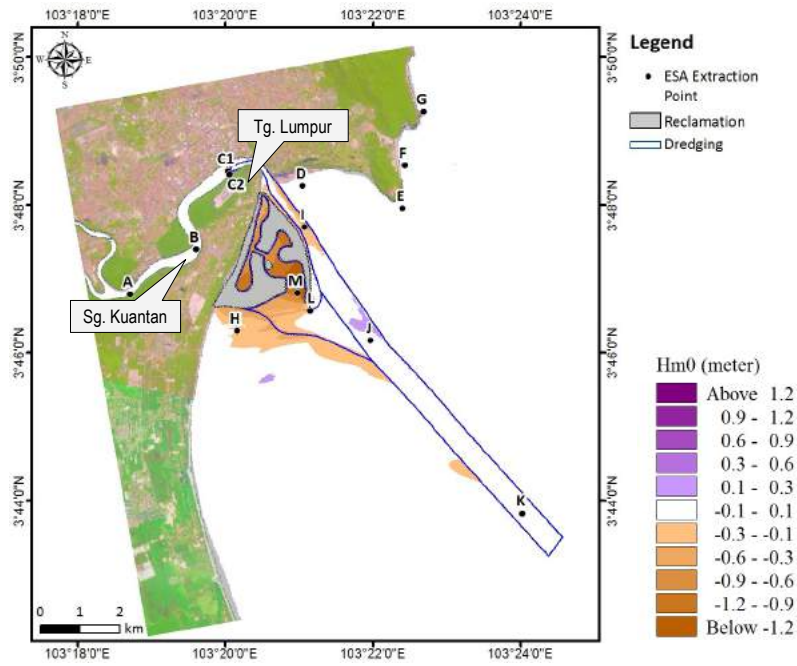 103°18'0"E 103°20'0"E 103°22'0"E 103°24'0"E
3°50'0"N
3°48'0"N
3°46'0"N
3°44'0"N
3°50'0"N
3°48'0"N
3°46'0"N
3°44'0"N
N
W E
S
Tg. Lumpur
Sg. Kuantan
G
C1
C2
F
D
E
I
B
A
M
L
H
J
K
0 1 2
km
103°18'0"E 103°20'0"E 103°22'0"E 103°24'0"E
Legend
ESA Extraction
Point
Reclamation
Dredging
Hm0 (meter)
Above 1.2
0.9 - 1.2
0.6 - 0.9
0.3 - 0.6
0.1 - 0.3
-0.1 - 0.1
-0.3 - -0.1
-0.6 - -0.3
-0.9 - -0.6
-1.2 - -0.9
Below -1.2